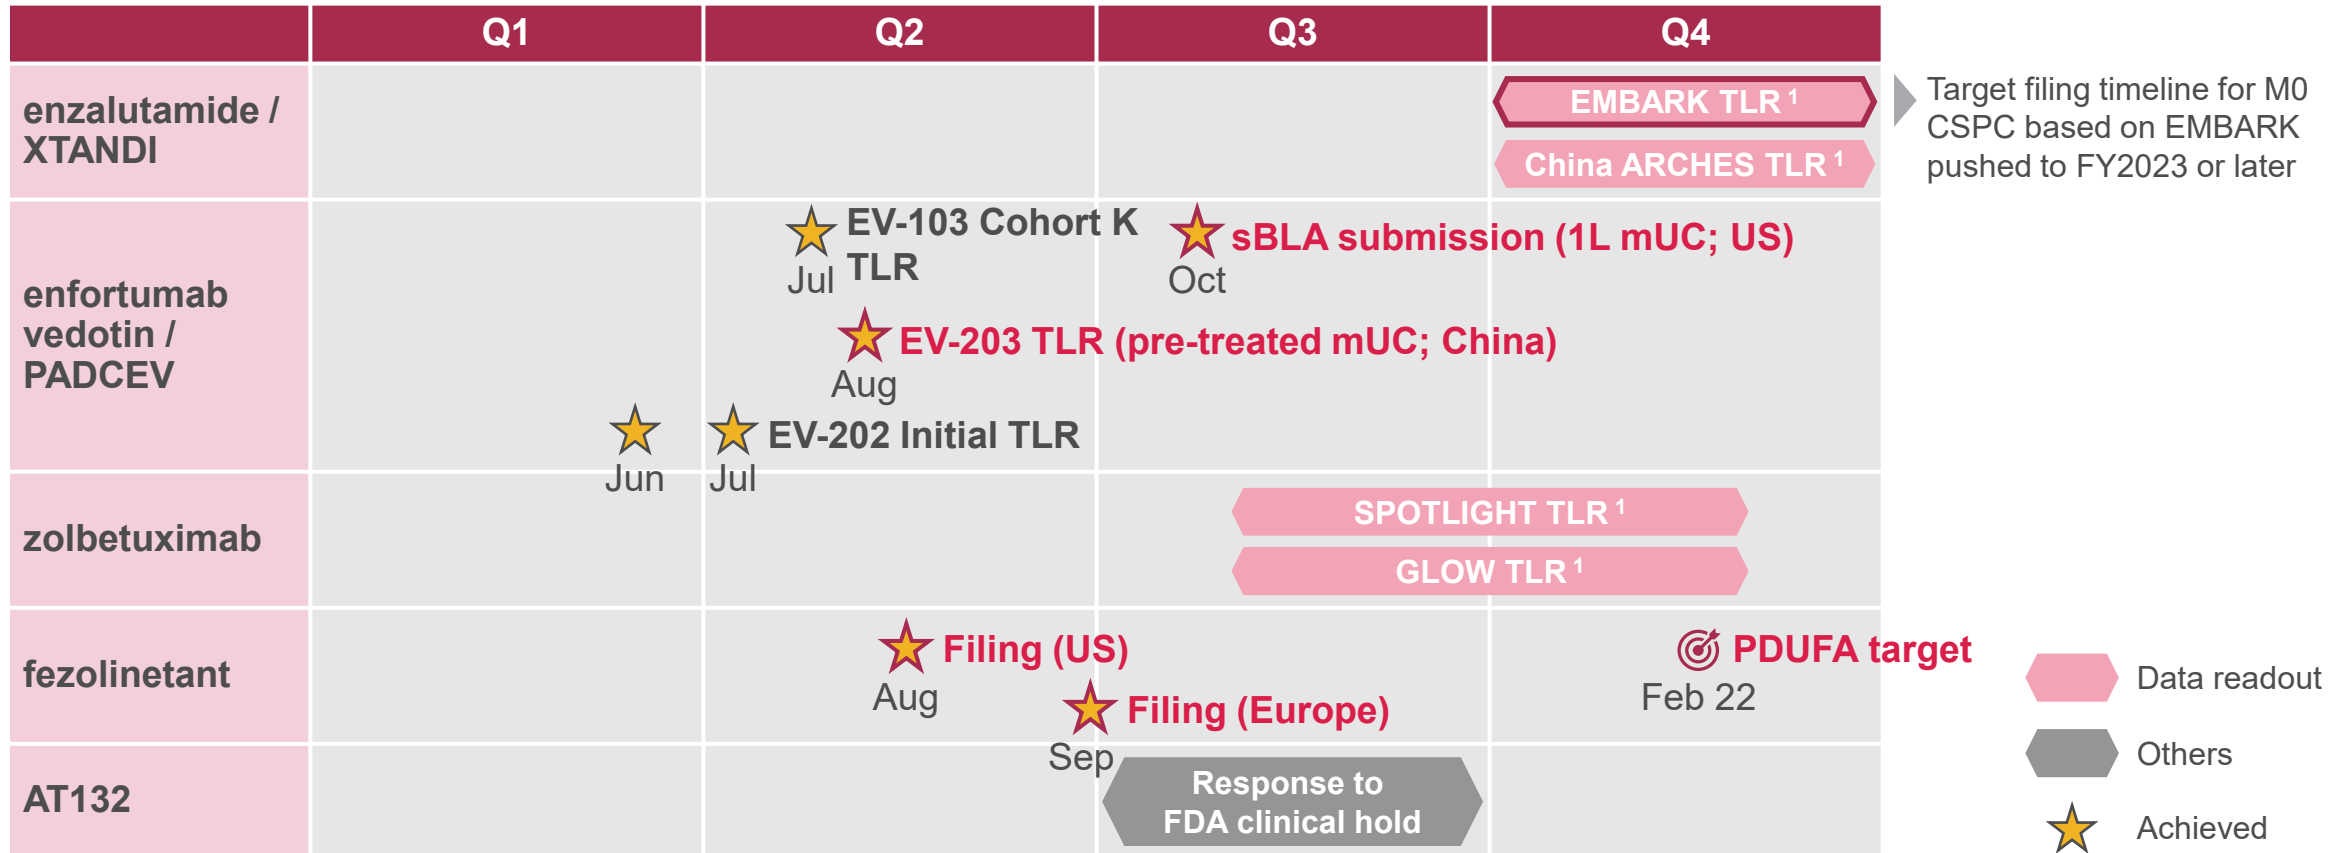 Q1
Q2
Q3
Q4
enzalutamide /
XTANDI
EMBARK TLR 1
China ARCHES TLR 1
Target filing timeline for M0
CSPC based on EMBARK
pushed to FY2023 or later
enfortumab
vedotin /
PADCEV
EV-103 Cohort K
TLR
Jul
sBLA submission (1L mUC; US)
Oct
EV-203 TLR (pre-treated mUC; China)
Aug
EV-202 Initial TLR
Jun
Jul
zolbetuximab
SPOTLIGHT TLR 1
GLOW TLR 1
fezolinetant
Filing (US)
Aug
Filing (Europe)
Sep
PDUFA target
Feb 22
AT132
Response to
FDA clinical hold
Data readout
Others
Achieved